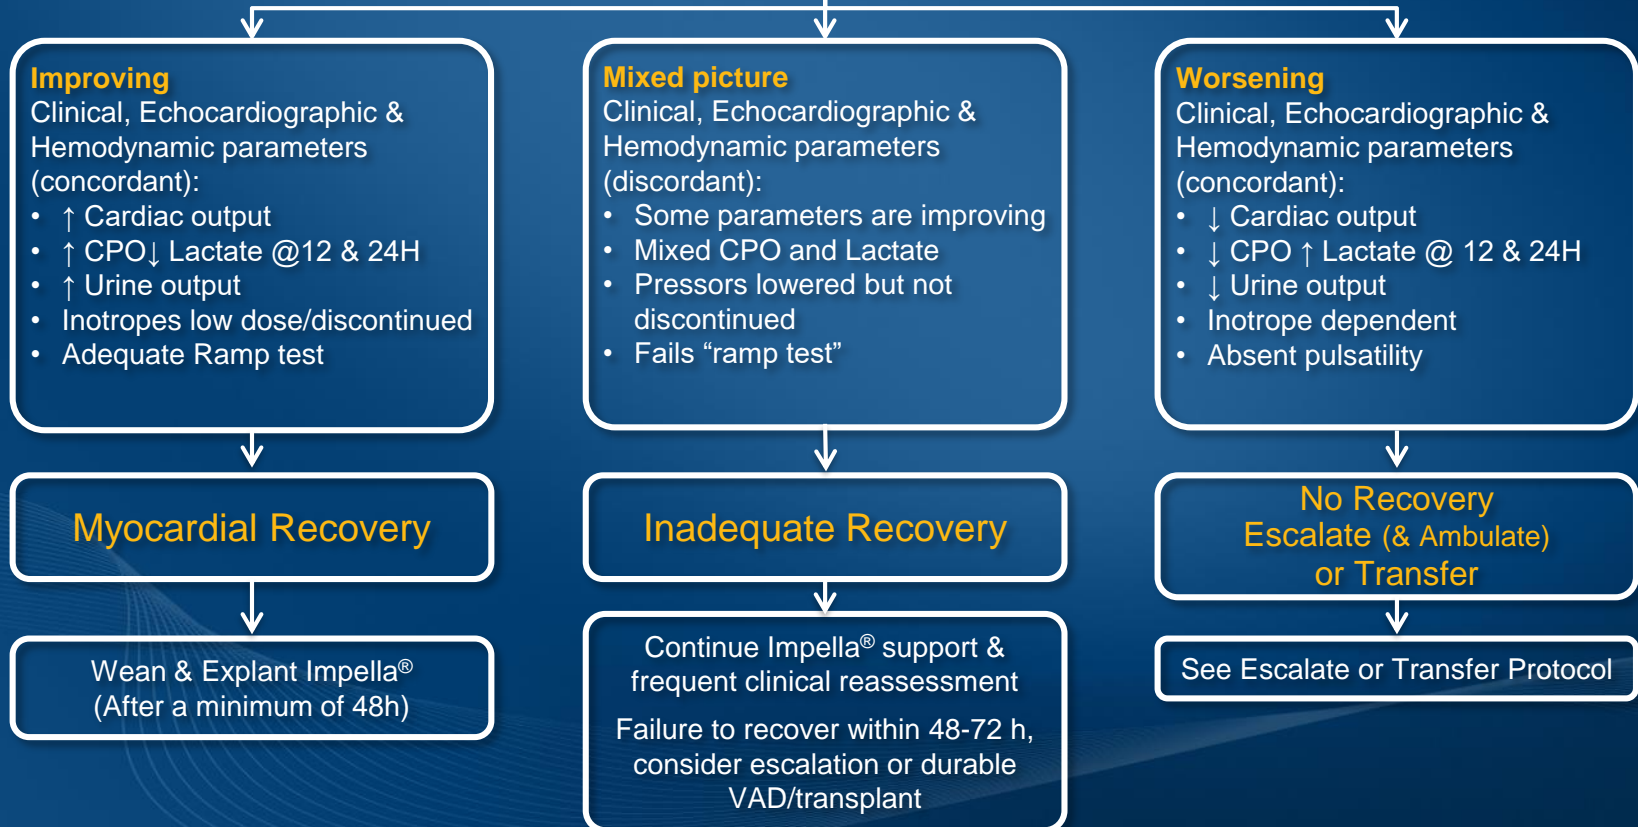 Improving
Clinical, Echocardiographic &
Hemodynamic parameters
(concordant):
• ↑ Cardiac output
• ↑ CPO↓ Lactate @12 & 24H
• ↑ Urine output
• Inotropes low dose/discontinued
• Adequate Ramp test
Myocardial Recovery
Wean & Explant Impella®
(After a minimum of 48h)
Mixed picture
Clinical, Echocardiographic &
Hemodynamic parameters
(discordant):
• Some parameters are improving
• Mixed CPO and Lactate
• Pressors lowered but not
discontinued
• Fails “ramp test”
Inadequate Recovery
Continue Impella® support &
frequent clinical reassessment
Failure to recover within 48-72 h,
consider escalation or durable
VAD/transplant
Worsening
Clinical, Echocardiographic &
Hemodynamic parameters
(concordant):
• ↓ Cardiac output
• ↓ CPO ↑ Lactate @ 12 & 24H
• ↓ Urine output
• Inotrope dependent
• Absent pulsatility
No Recovery
Escalate (& Ambulate)
or Transfer
See Escalate or Transfer Protocol